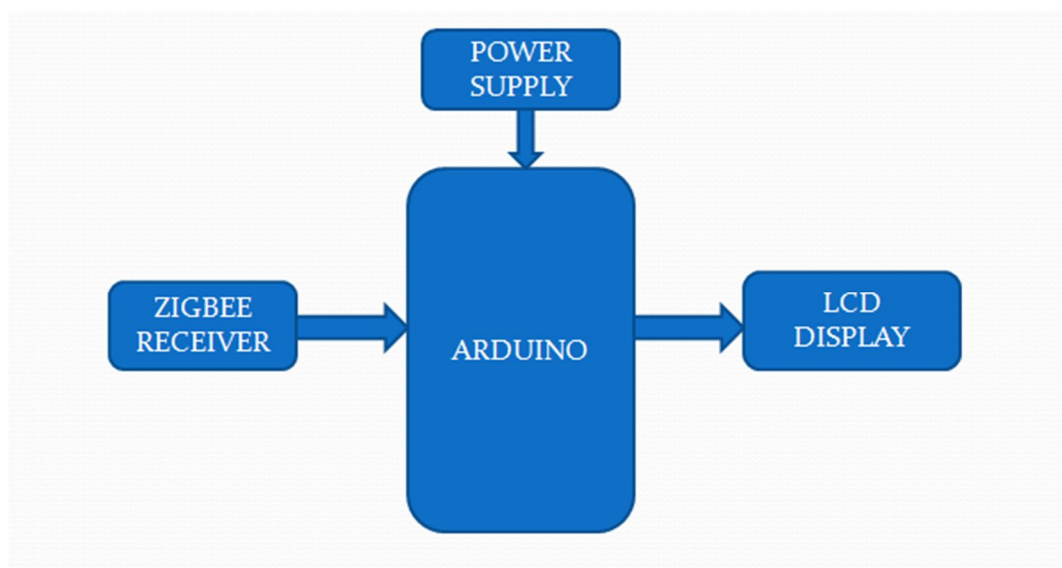 POWER
SUPPLY
ZIGBEE
RECEIVER
ARDUINO
LCD
DISPLAY